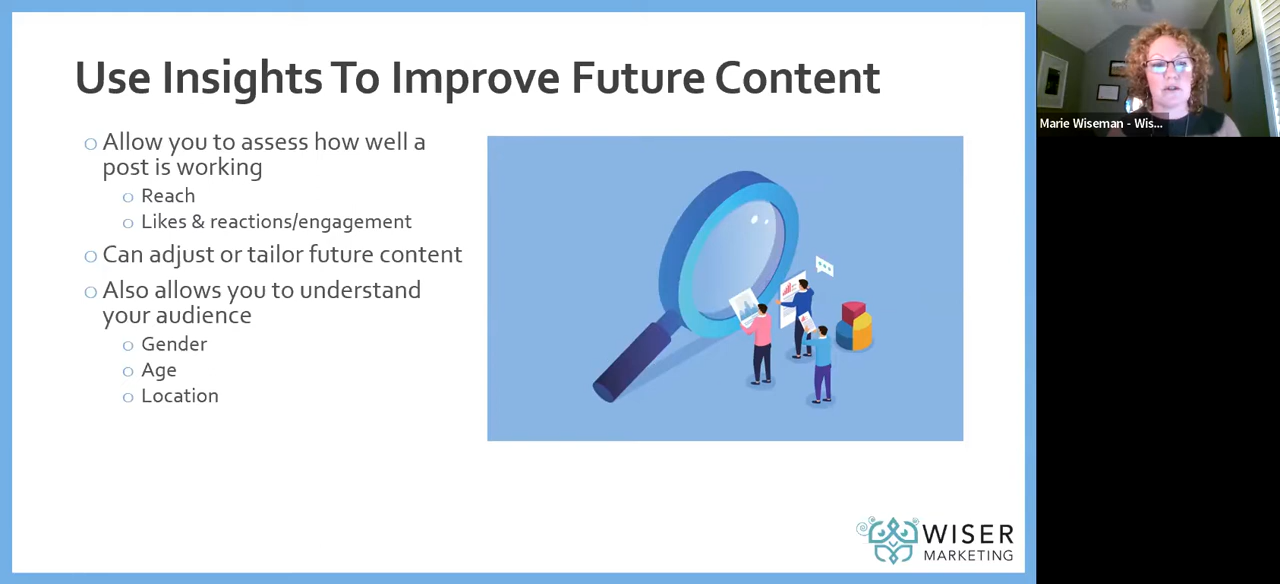 Use Insights To Improve Future Content
Allow you to assess how well a
post is working
Reach
Likes & reactions/engagement
Can adjust or tailor future content
Also allows you to understand
your audience
Gender
Age
Location
WISER
MARKETING
Marie Wiseman - Wis...